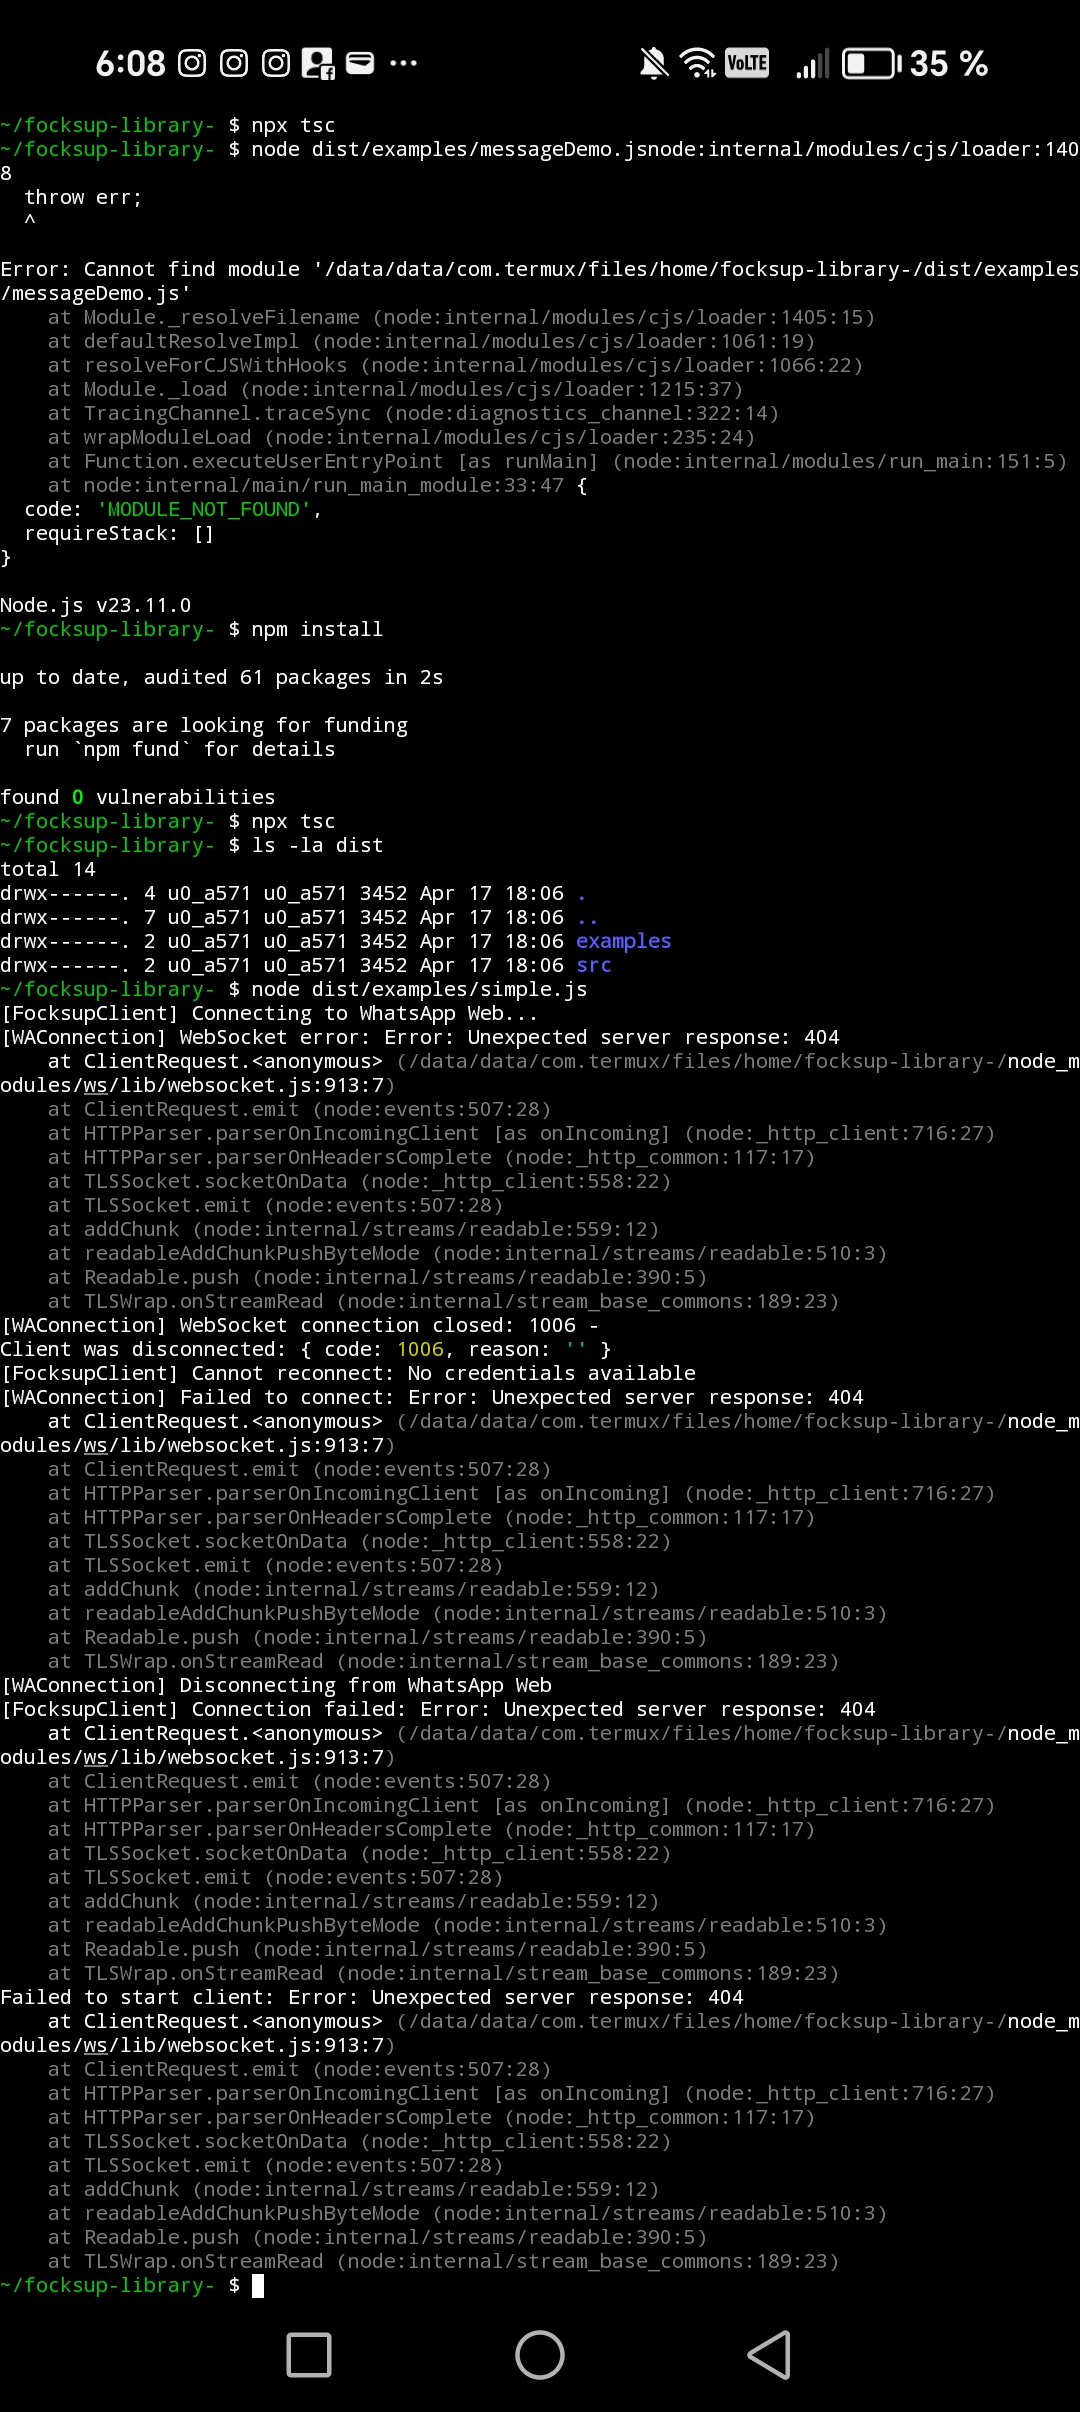 6:08 VoLTE 35 %
~/focksup-library- $ npx tsc
~/focksup-library- $ node dist/examples/messageDemo.jsnode:internal/modules/cjs/loader:140
8
  throw err;
  ^

Error: Cannot find module '/data/data/com.termux/files/home/focksup-library-/dist/examples
/messageDemo.js'
    at Module._resolveFilename (node:internal/modules/cjs/loader:1405:15)
    at defaultResolveImpl (node:internal/modules/cjs/loader:1061:19)
    at resolveForCJSWithHooks (node:internal/modules/cjs/loader:1066:22)
    at Module._load (node:internal/modules/cjs/loader:1215:37)
    at TracingChannel.traceSync (node:diagnostics_channel:322:14)
    at wrapModuleLoad (node:internal/modules/cjs/loader:235:24)
    at Function.executeUserEntryPoint [as runMain] (node:internal/modules/run_main:151:5)
    at node:internal/main/run_main_module:33:47 {
  code: 'MODULE_NOT_FOUND',
  requireStack: []
}

Node.js v23.11.0
~/focksup-library- $ npm install

up to date, audited 61 packages in 2s

7 packages are looking for funding
  run `npm fund` for details

found 0 vulnerabilities
~/focksup-library- $ npx tsc
~/focksup-library- $ ls -la dist
total 14
drwx------. 4 u0_a571 u0_a571 3452 Apr 17 18:06 .
drwx------. 7 u0_a571 u0_a571 3452 Apr 17 18:06 ..
drwx------. 2 u0_a571 u0_a571 3452 Apr 17 18:06 examples
drwx------. 2 u0_a571 u0_a571 3452 Apr 17 18:06 src
~/focksup-library- $ node dist/examples/simple.js
[FocksupClient] Connecting to WhatsApp Web...
[WAConnection] WebSocket error: Error: Unexpected server response: 404
    at ClientRequest.<anonymous> (/data/data/com.termux/files/home/focksup-library-/node_m
odules/ws/lib/websocket.js:913:7)
    at ClientRequest.emit (node:events:507:28)
    at HTTPParser.parserOnIncomingClient [as onIncoming] (node:_http_client:716:27)
    at HTTPParser.parserOnHeadersComplete (node:_http_common:117:17)
    at TLSSocket.socketOnData (node:_http_client:558:22)
    at TLSSocket.emit (node:events:507:28)
    at addChunk (node:internal/streams/readable:559:12)
    at readableAddChunkPushByteMode (node:internal/streams/readable:510:3)
    at Readable.push (node:internal/streams/readable:390:5)
    at TLSWrap.onStreamRead (node:internal/stream_base_commons:189:23)
[WAConnection] WebSocket connection closed: 1006 -
Client was disconnected: { code: 1006, reason: '' }
[FocksupClient] Cannot reconnect: No credentials available
[WAConnection] Failed to connect: Error: Unexpected server response: 404
    at ClientRequest.<anonymous> (/data/data/com.termux/files/home/focksup-library-/node_m
odules/ws/lib/websocket.js:913:7)
    at ClientRequest.emit (node:events:507:28)
    at HTTPParser.parserOnIncomingClient [as onIncoming] (node:_http_client:716:27)
    at HTTPParser.parserOnHeadersComplete (node:_http_common:117:17)
    at TLSSocket.socketOnData (node:_http_client:558:22)
    at TLSSocket.emit (node:events:507:28)
    at addChunk (node:internal/streams/readable:559:12)
    at readableAddChunkPushByteMode (node:internal/streams/readable:510:3)
    at Readable.push (node:internal/streams/readable:390:5)
    at TLSWrap.onStreamRead (node:internal/stream_base_commons:189:23)
[WAConnection] Disconnecting from WhatsApp Web
[FocksupClient] Connection failed: Error: Unexpected server response: 404
    at ClientRequest.<anonymous> (/data/data/com.termux/files/home/focksup-library-/node_m
odules/ws/lib/websocket.js:913:7)
    at ClientRequest.emit (node:events:507:28)
    at HTTPParser.parserOnIncomingClient [as onIncoming] (node:_http_client:716:27)
    at HTTPParser.parserOnHeadersComplete (node:_http_common:117:17)
    at TLSSocket.socketOnData (node:_http_client:558:22)
    at TLSSocket.emit (node:events:507:28)
    at addChunk (node:internal/streams/readable:559:12)
    at readableAddChunkPushByteMode (node:internal/streams/readable:510:3)
    at Readable.push (node:internal/streams/readable:390:5)
    at TLSWrap.onStreamRead (node:internal/stream_base_commons:189:23)
Failed to start client: Error: Unexpected server response: 404
    at ClientRequest.<anonymous> (/data/data/com.termux/files/home/focksup-library-/node_m
odules/ws/lib/websocket.js:913:7)
    at ClientRequest.emit (node:events:507:28)
    at HTTPParser.parserOnIncomingClient [as onIncoming] (node:_http_client:716:27)
    at HTTPParser.parserOnHeadersComplete (node:_http_common:117:17)
    at TLSSocket.socketOnData (node:_http_client:558:22)
    at TLSSocket.emit (node:events:507:28)
    at addChunk (node:internal/streams/readable:559:12)
    at readableAddChunkPushByteMode (node:internal/streams/readable:510:3)
    at Readable.push (node:internal/streams/readable:390:5)
    at TLSWrap.onStreamRead (node:internal/stream_base_commons:189:23)
~/focksup-library- $